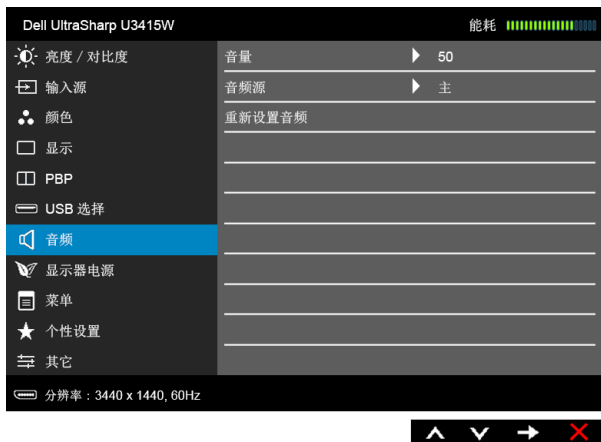 Dell UltraSharp U3415W
能耗
亮度 / 对比度
音量
50
输入源
音频源
主
颜色
重新设置音频
显示
PBP
USB 选择
音频
显示器电源
菜单
个性设置
其它
分辨率：3440 x 1440, 60Hz